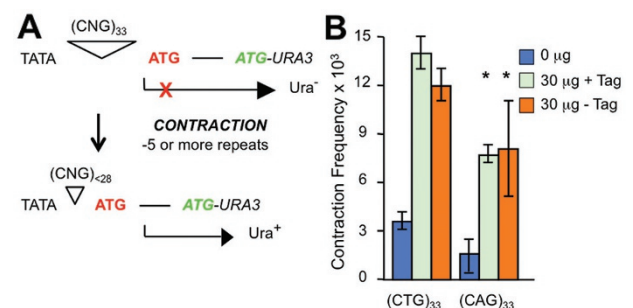 A
(CNG)33
TATA
ATG
ATG-URA3
X
Ura-
CONTRACTION
-5 or more repeats
(CNG)<28
TATA
ATG
ATG-URA3
Ura+
B
Contraction Frequency x 10³
15
12
9
6
3
0
0 µg
30 µg + Tag
30 µg - Tag
* *
(CTG)33
(CAG)33